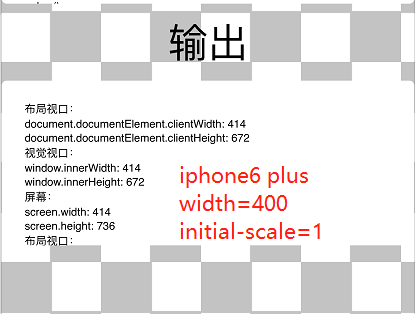 输出
布局视口：
document.documentElement.clientWidth: 414
document.documentElement.clientHeight: 672
视觉视口：
window.innerWidth: 414
window.innerHeight: 672
屏幕：
screen.width: 414
screen.height: 736
布局视口：
iphone6 plus
width=400
initial-scale=1